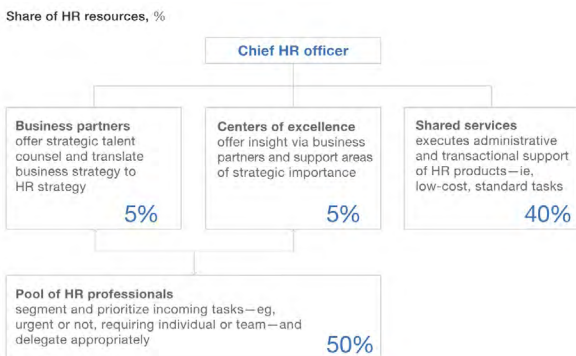 Share of HR resources, %
Chief HR officer
Business partners
offer strategic talent
counsel and translate
business strategy to
HR strategy
5%
Centers of excellence
offer insight via business
partners and support areas
of strategic importance
5%
Shared services
executes administrative
and transactional support
of HR products—ie,
low-cost, standard tasks
40%
Pool of HR professionals
segment and prioritize incoming tasks—eg,
urgent or not, requiring individual or team—and
delegate appropriately
50%